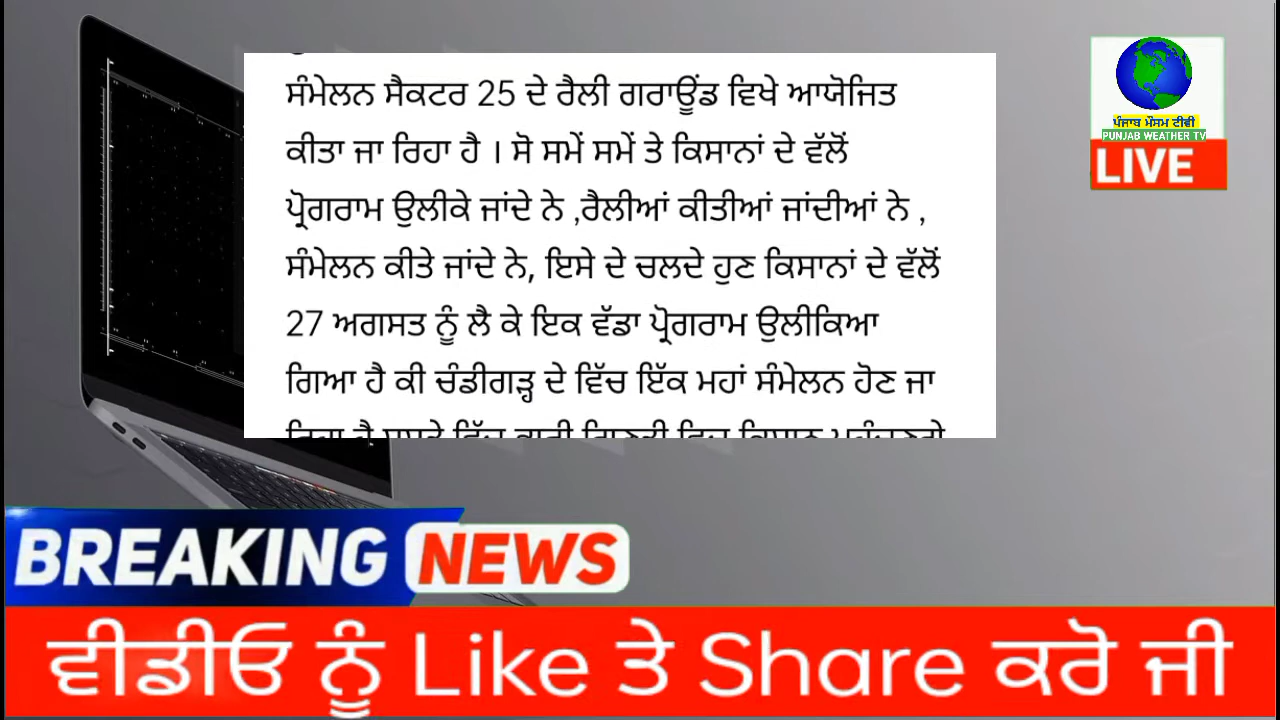 ਸੰਮੇਲਨ ਸੈਕਟਰ 25 ਦੇ ਰੈਲੀ ਗਰਾਊਂਡ ਵਿਖੇ ਆਯੋਜਿਤ
ਕੀਤਾ ਜਾ ਰਿਹਾ ਹੈ । ਸੋ ਸਮੇਂ ਸਮੇਂ ਤੇ ਕਿਸਾਨਾਂ ਦੇ ਵੱਲੋਂ
ਪ੍ਰੋਗਰਾਮ ਉਲੀਕੇ ਜਾਂਦੇ ਨੇ ,ਰੈਲੀਆਂ ਕੀਤੀਆਂ ਜਾਂਦੀਆਂ ਨੇ ,
ਸੰਮੇਲਨ ਕੀਤੇ ਜਾਂਦੇ ਨੇ, ਇਸੇ ਦੇ ਚਲਦੇ ਹੁਣ ਕਿਸਾਨਾਂ ਦੇ ਵੱਲੋਂ
27 ਅਗਸਤ ਨੂੰ ਲੈ ਕੇ ਇਕ ਵੱਡਾ ਪ੍ਰੋਗਰਾਮ ਉਲੀਕਿਆ
ਗਿਆ ਹੈ ਕੀ ਚੰਡੀਗੜ੍ਹ ਦੇ ਵਿੱਚ ਇੱਕ ਮਹਾਂ ਸੰਮੇਲਨ ਹੋਣ ਜਾ
ਪੰਜਾਬ ਮੌਸਮ ਟੀਵੀ
PUNJAB WEATHER TV
LIVE
BREAKING NEWS
ਵੀਡੀਓ ਨੂੰ Like ਤੇ Share ਕਰੋ ਜੀ